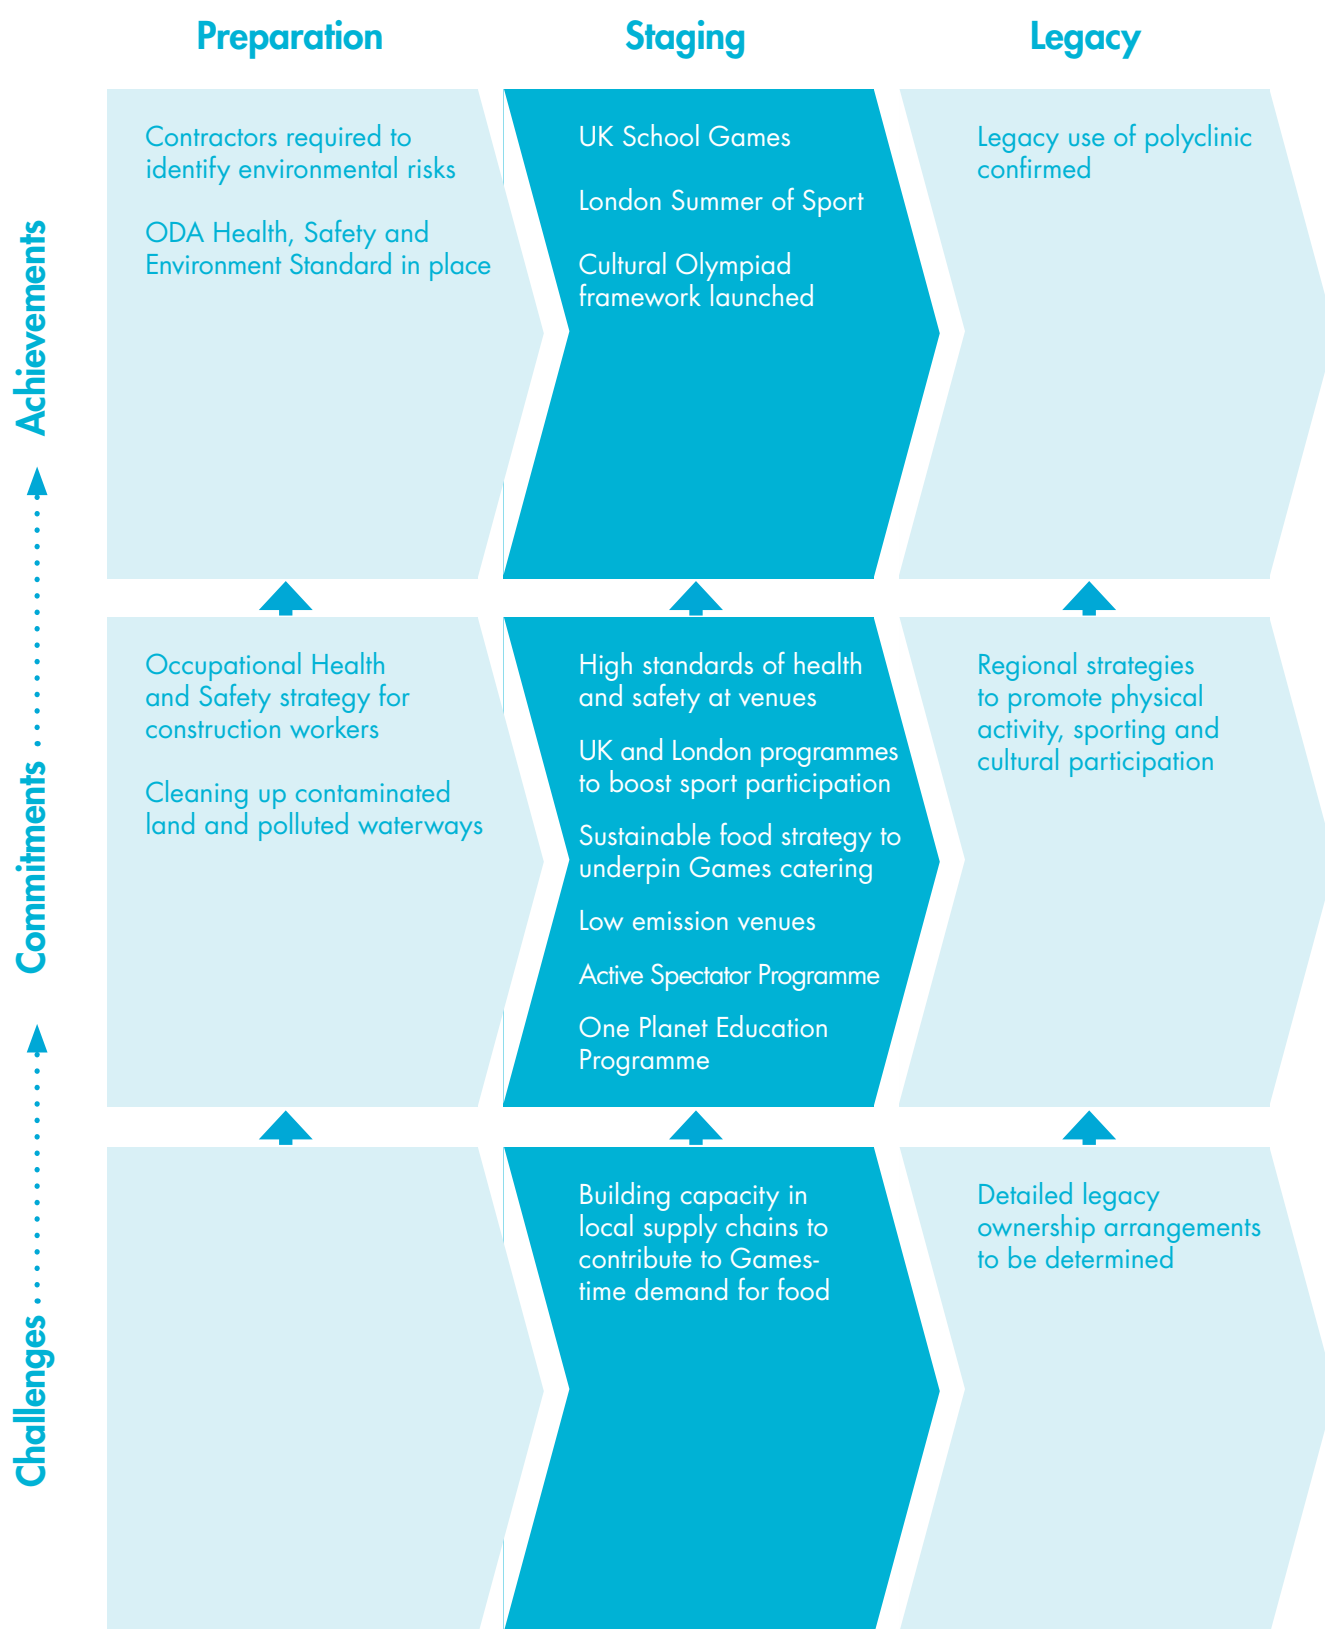 Preparation
Staging
Legacy
Achievements
Contractors required to
identify environmental risks
ODA Health, Safety and
Environment Standard in place
UK School Games
London Summer of Sport
Cultural Olympiad
framework launched
Legacy use of polyclinic
confirmed
Commitments
Occupational Health
and Safety strategy for
construction workers
Cleaning up contaminated
land and polluted waterways
High standards of health
and safety at venues
UK and London programmes
to boost sport participation
Sustainable food strategy to
underpin Games catering
Low emission venues
Active Spectator Programme
One Planet Education
Programme
Regional strategies
to promote physical
activity, sporting and
cultural participation
Challenges
Building capacity in
local supply chains to
contribute to Games-
time demand for food
Detailed legacy
ownership arrangements
to be determined